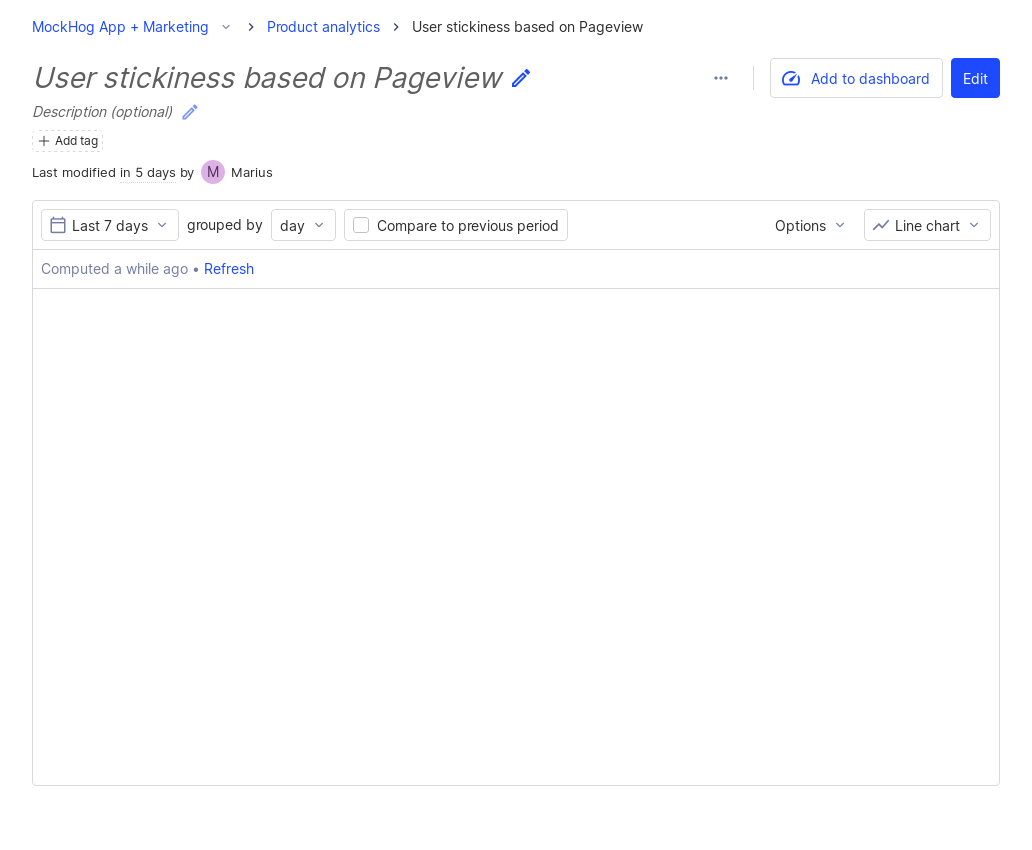 MockHog App + Marketing Product analytics User stickiness based on Pageview
User stickiness based on Pageview
Add to dashboard Edit
Description (optional)
Add tag
Last modified in 5 days by M Marius
Last 7 days grouped by day Compare to previous period Options Line chart
Computed a while ago • Refresh